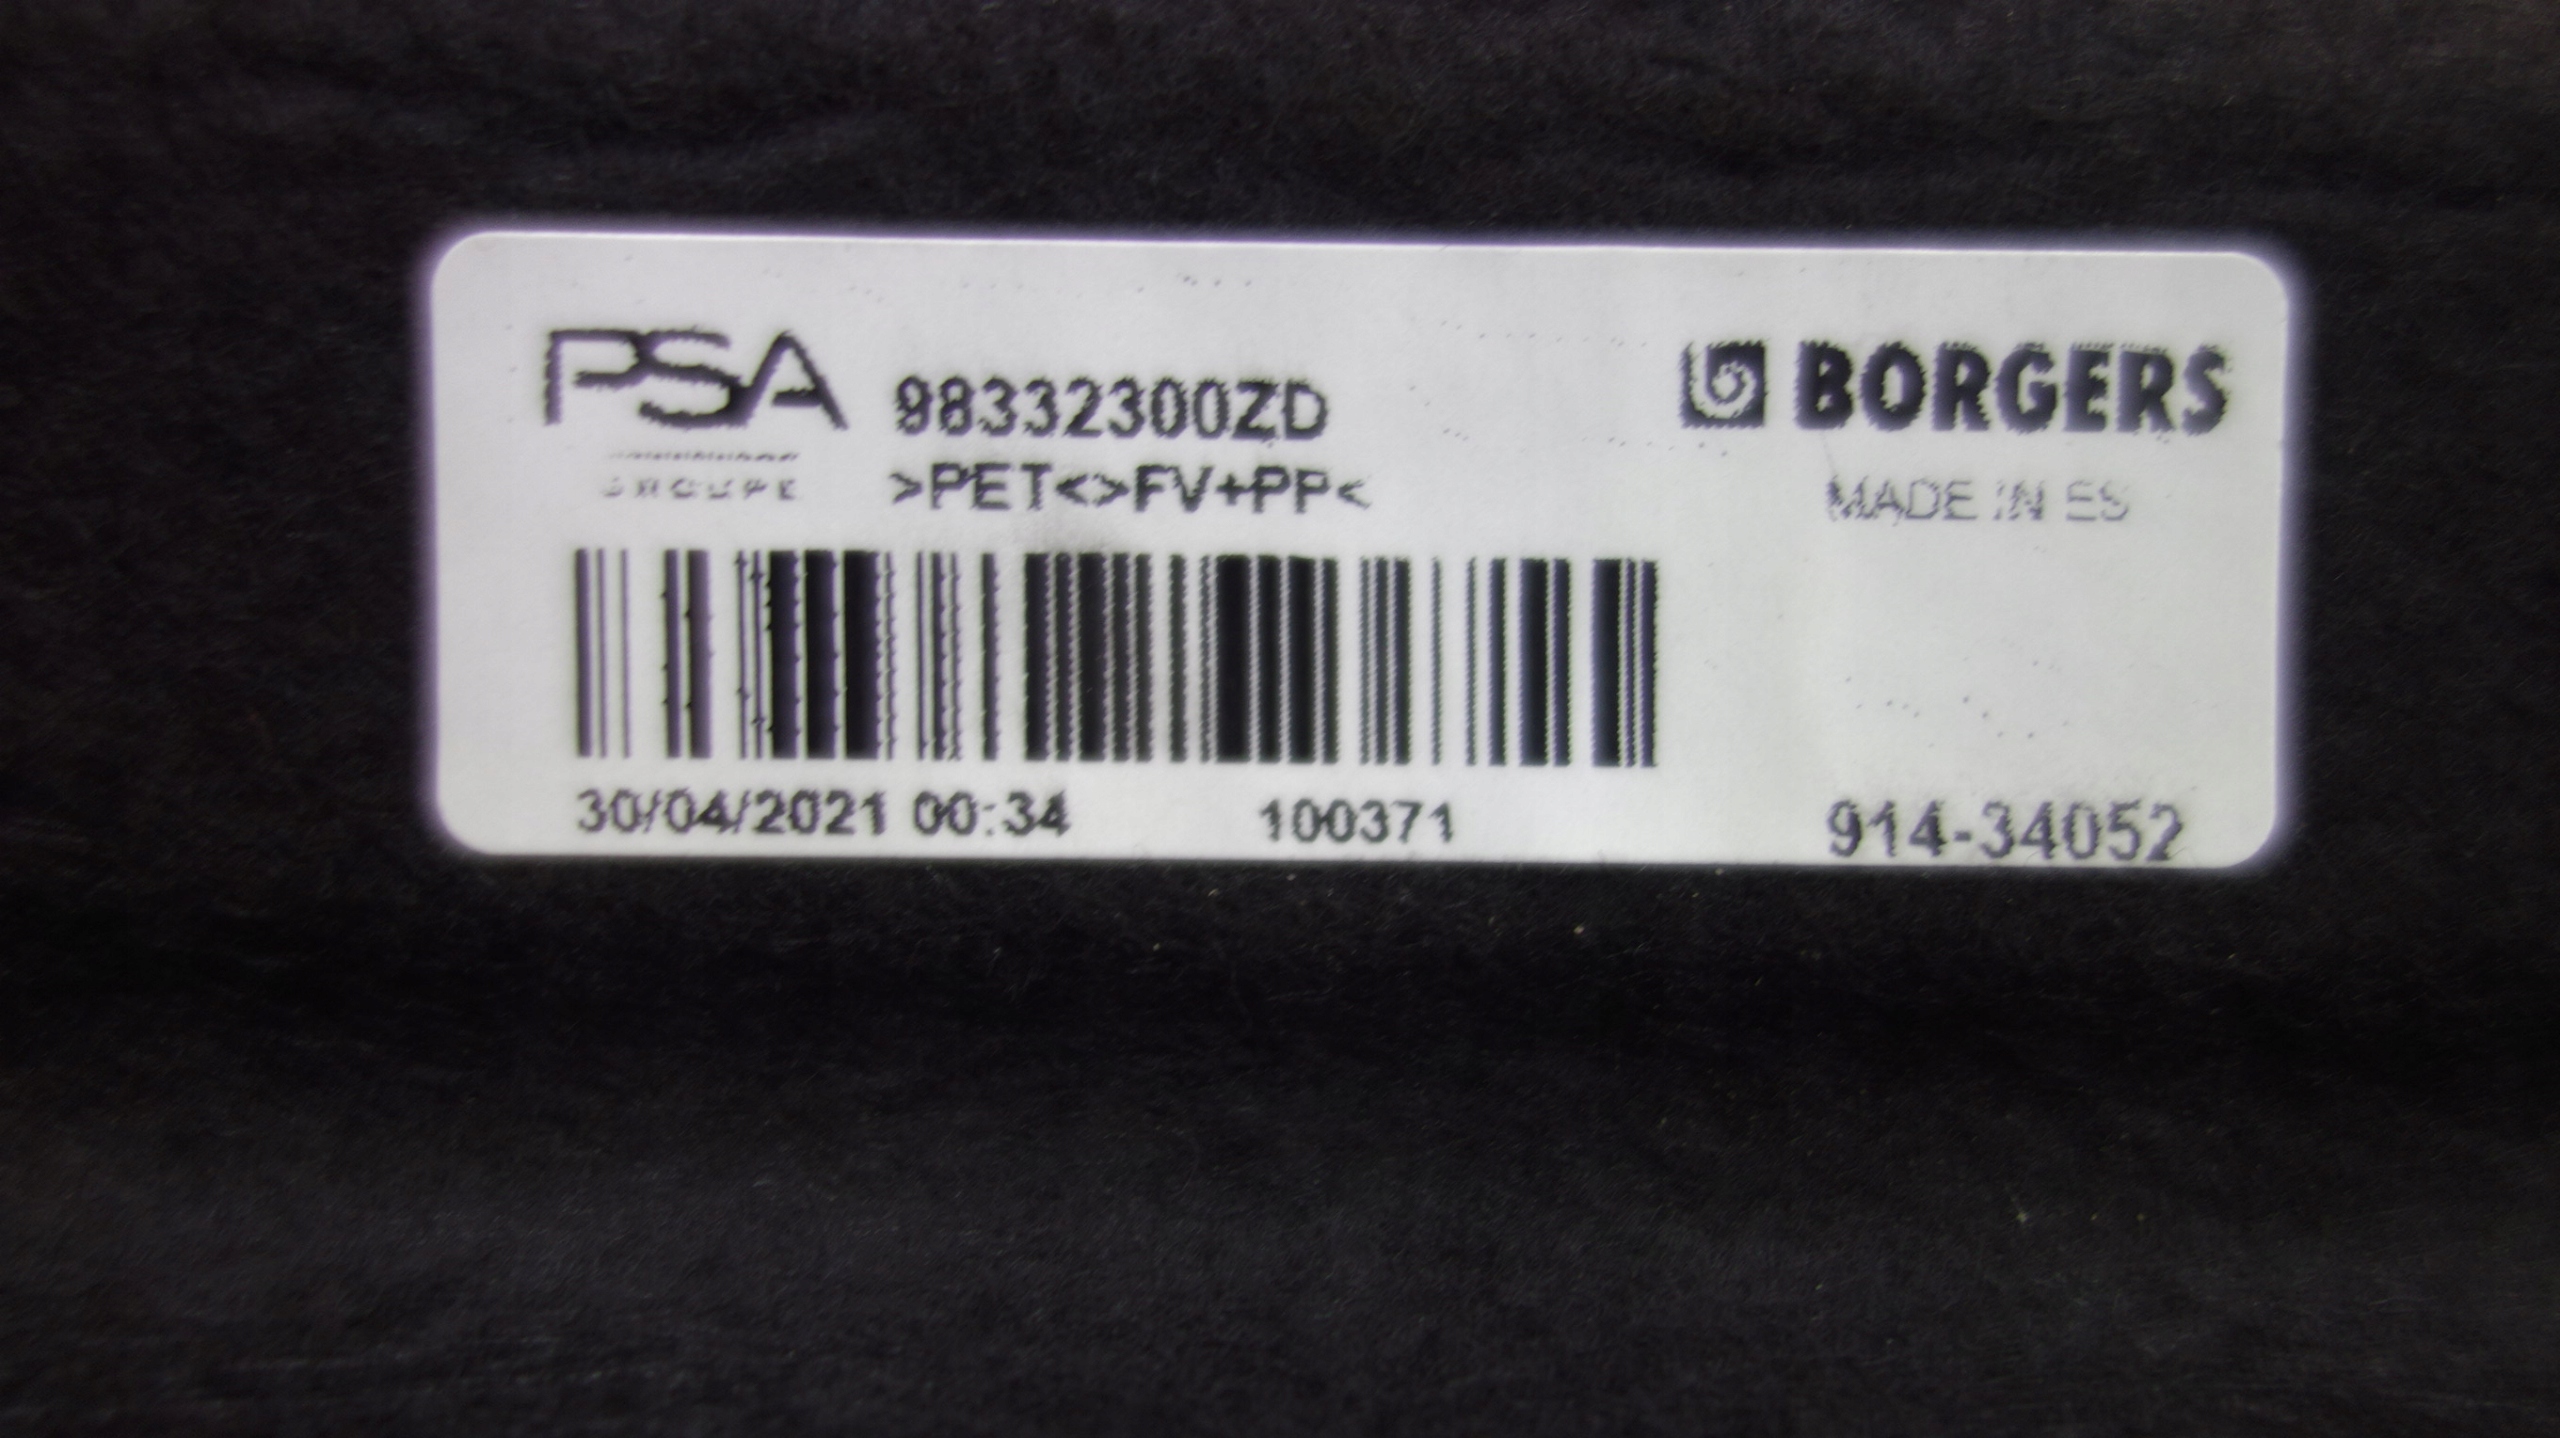 PSA 98332300ZD BORGERS
GROUPE >PET<>FV+PP< MADE IN ES
30/04/2021 00:34 100371 914-34052